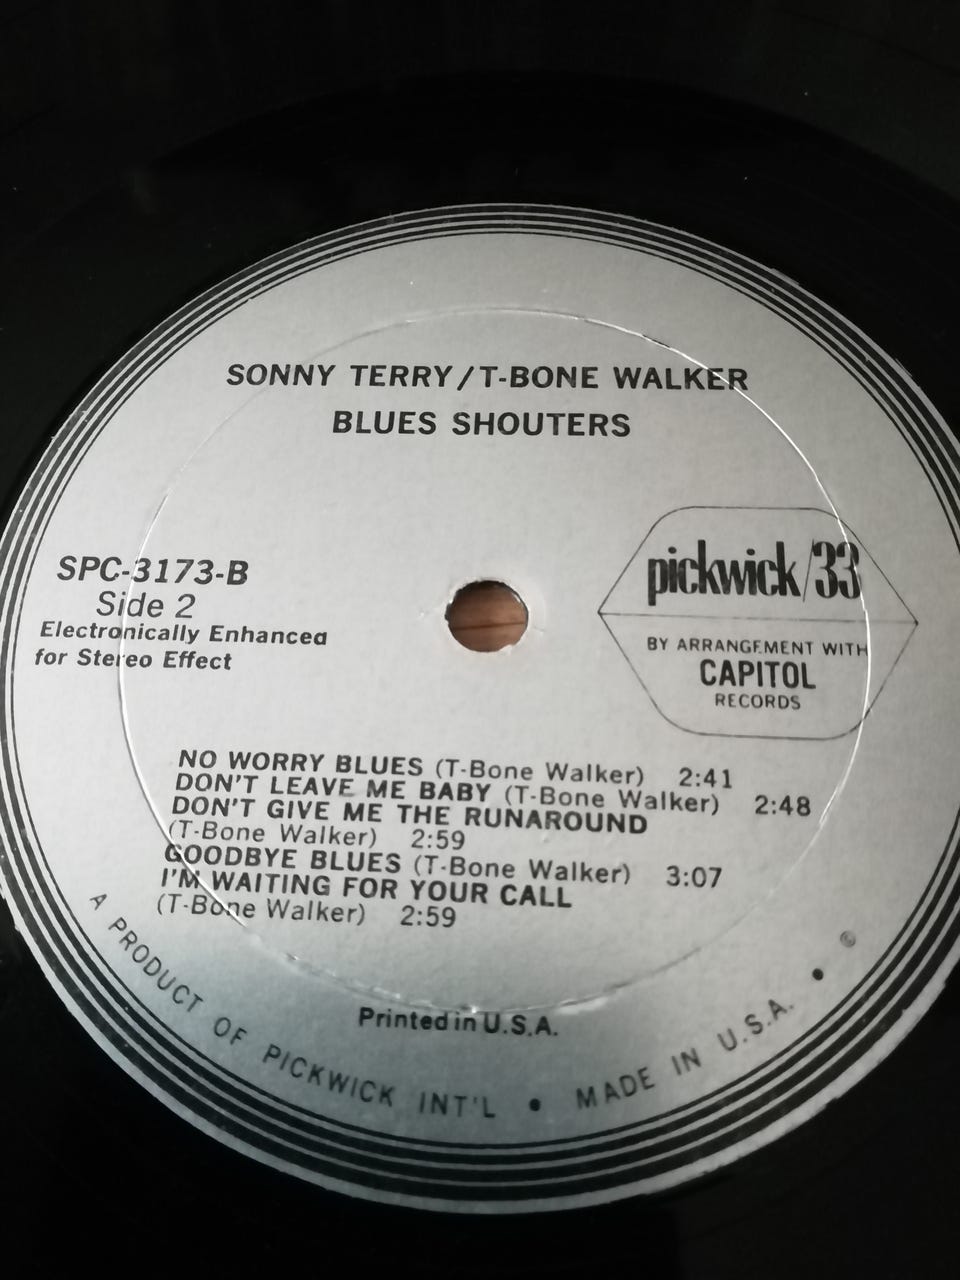 SONNY TERRY/T-BONE WALKER
BLUES SHOUTERS
SPC-3173-B
Side 2
Electronically Enhanced
for Stereo Effect
pickwick/33
BY ARRANGEMENT WITH
CAPITOL
RECORDS
NO WORRY BLUES (T-Bone Walker) 2:41
DON'T LEAVE ME BABY (T-Bone Walker) 2:48
DON'T GIVE ME THE RUNAROUND
(T-Bone Walker) 2:59
GOODBYE BLUES (T-Bone Walker) 3:07
I'M WAITING FOR YOUR CALL
(T-Bone Walker) 2:59
Printed in U.S.A.
A PRODUCT OF PICKWICK INT'L • MADE IN U.S.A. • ©